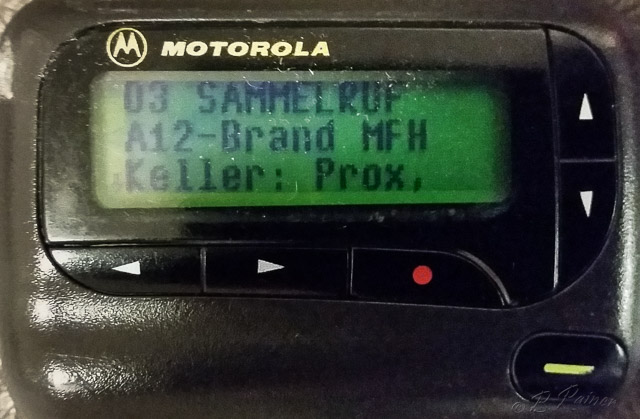 MOTOROLA
03 SAMMELRUF
A12-Brand MFH
Keller: Prox,